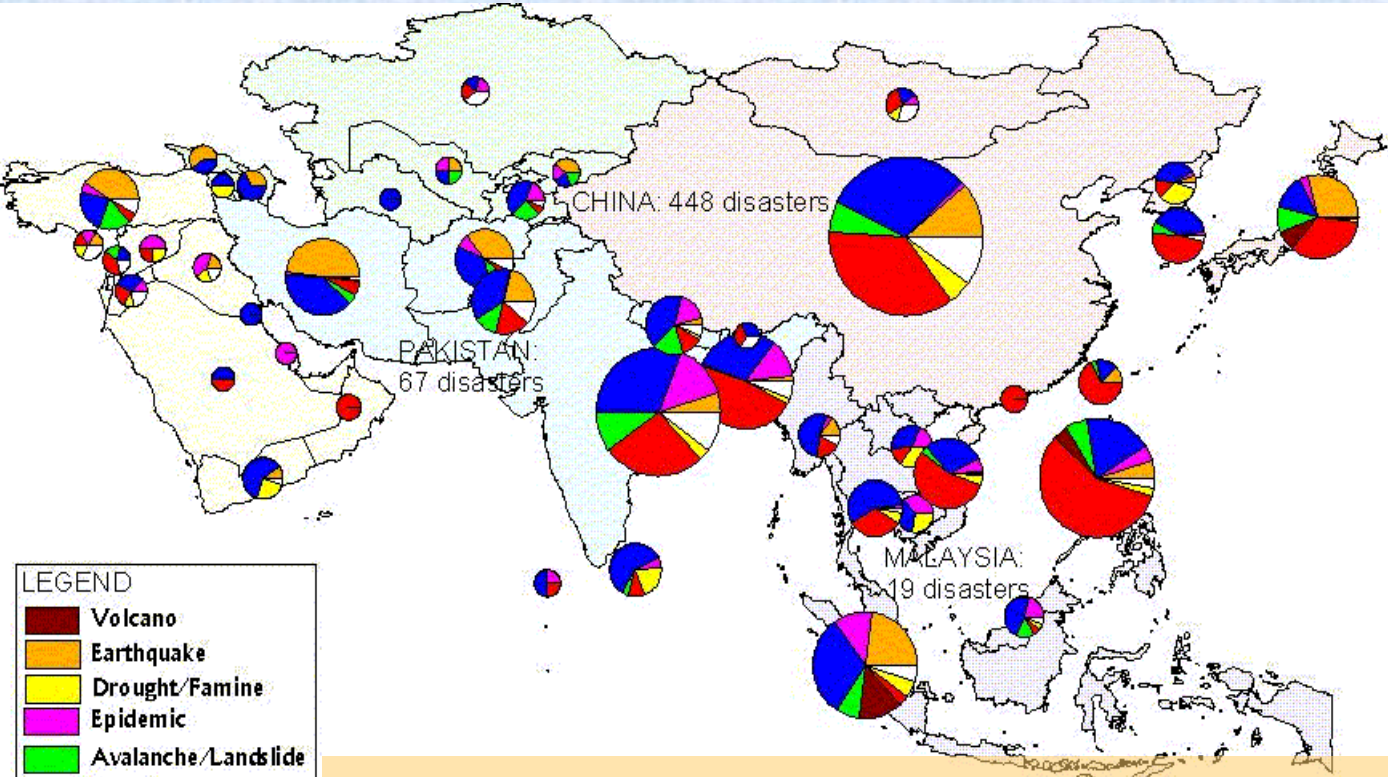 CHINA: 448 disasters
PAKISTAN:
67 disasters
MALAYSIA:
19 disasters
LEGEND
Volcano
Earthquake
Drought/Famine
Epidemic
Avalanche/Landslide